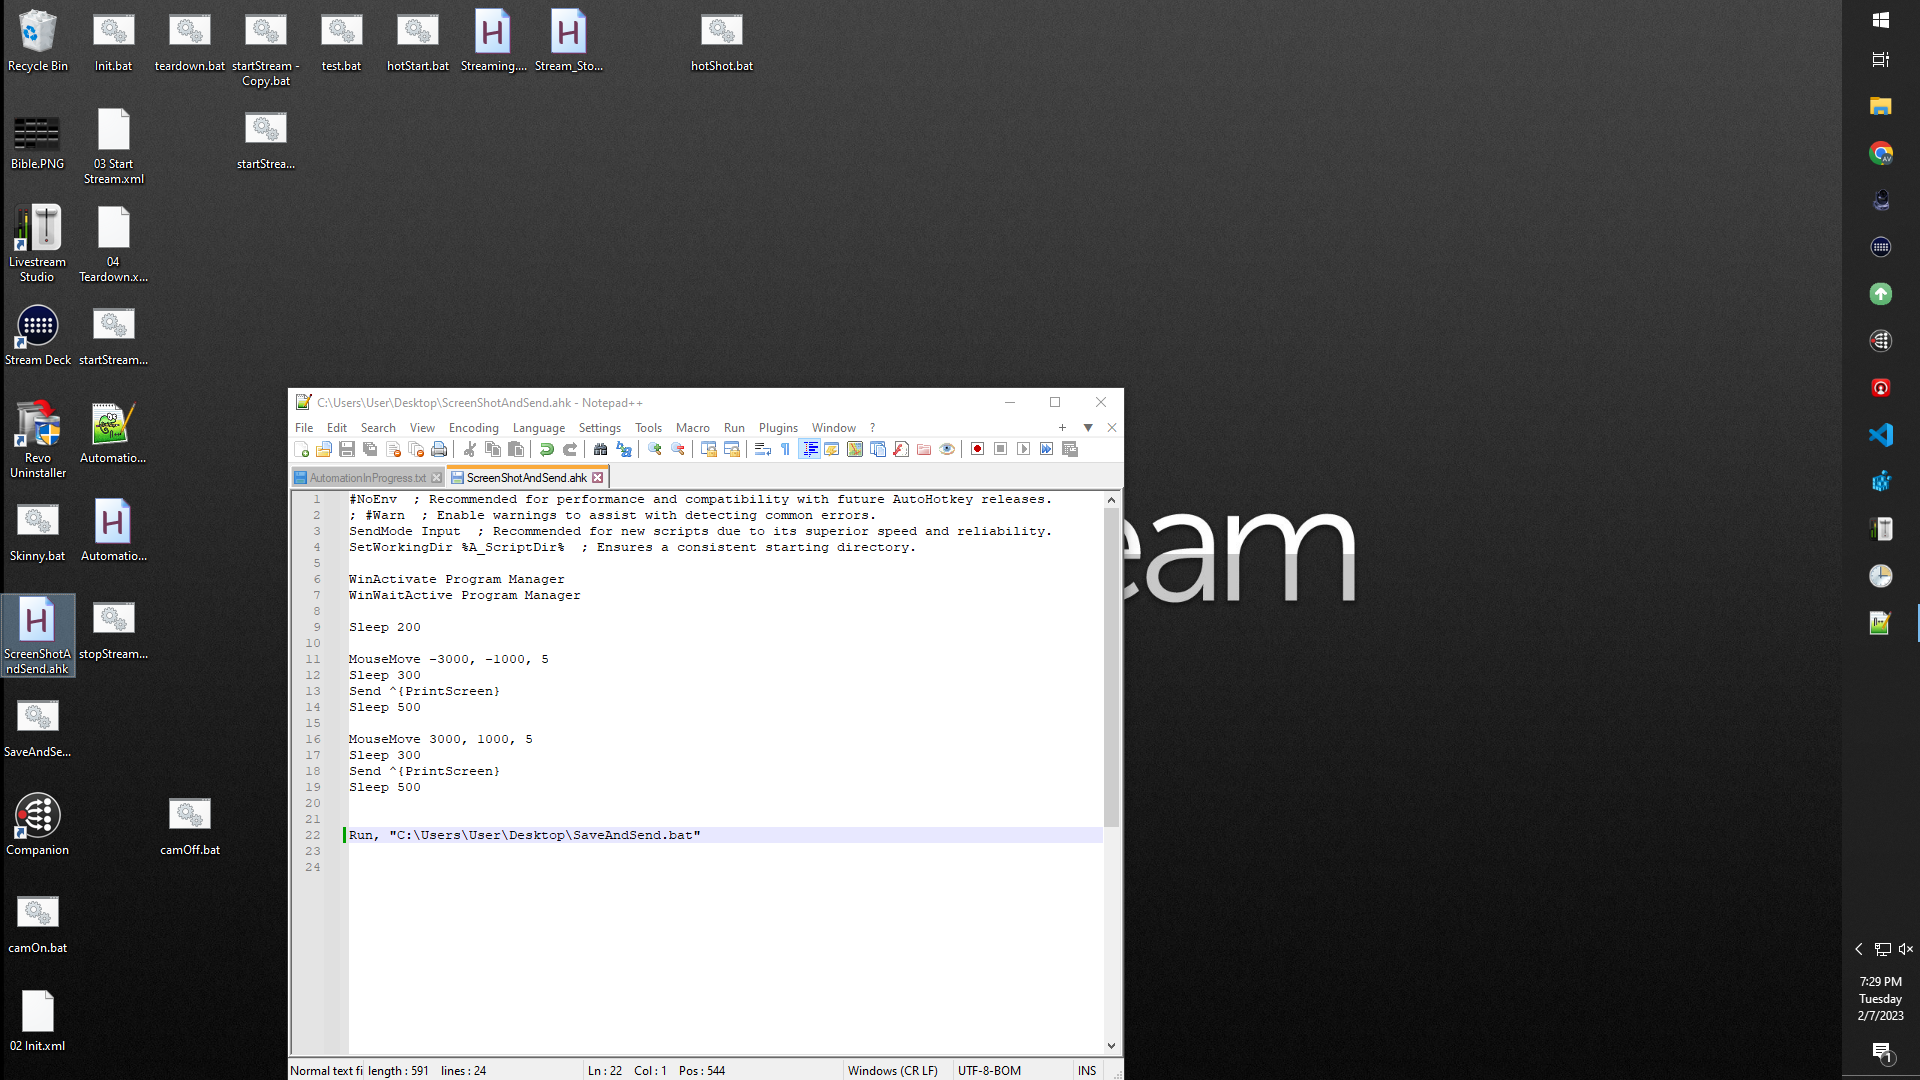 Recycle Bin
Init.bat
teardown.bat
startStream -
Copy.bat
test.bat
hotStart.bat
Streaming....
Stream_Sto...
hotShot.bat
Bible.PNG
03 Start
Stream.xml
startStrea...
Livestream
Studio
04
Teardown.x...
Stream Deck
startStream...
Revo
Uninstaller
Automatio...
Skinny.bat
Automatio...
ScreenShotA
ndSend.ahk
stopStream...
SaveAndSe...
Companion
camOff.bat
camOn.bat
02 Init.xml
C:\Users\User\Desktop\ScreenShotAndSend.ahk - Notepad++
File Edit Search View Encoding Language Settings Tools Macro Run Plugins Window ?
AutomationInProgress.txt
ScreenShotAndSend.ahk
1 #NoEnv  ; Recommended for performance and compatibility with future AutoHotkey releases.
2 ; #Warn  ; Enable warnings to assist with detecting common errors.
3 SendMode Input  ; Recommended for new scripts due to its superior speed and reliability.
4 SetWorkingDir %A_ScriptDir%  ; Ensures a consistent starting directory.
5
6 WinActivate Program Manager
7 WinWaitActive Program Manager
8
9 Sleep 200
10
11 MouseMove -3000, -1000, 5
12 Sleep 300
13 Send ^{PrintScreen}
14 Sleep 500
15
16 MouseMove 3000, 1000, 5
17 Sleep 300
18 Send ^{PrintScreen}
19 Sleep 500
20
21
22 Run, "C:\Users\User\Desktop\SaveAndSend.bat"
23
24
Normal text fi length : 591 lines : 24 Ln : 22 Col : 1 Pos : 544 Windows (CR LF) UTF-8-BOM INS
eam
7:29 PM
Tuesday
2/7/2023
1